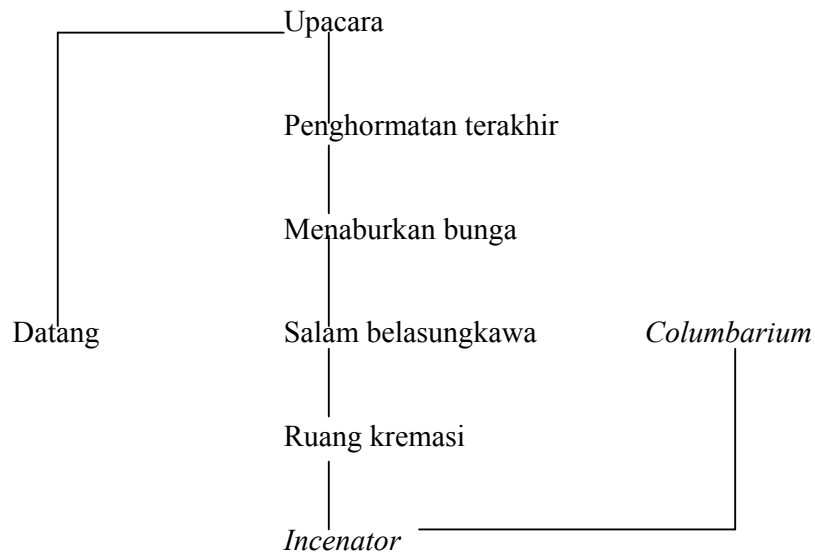 Upacara
Penghormatan terakhir
Menaburkan bunga
Datang
Salam belasungkawa
Columbarium
Ruang kremasi
Incenator